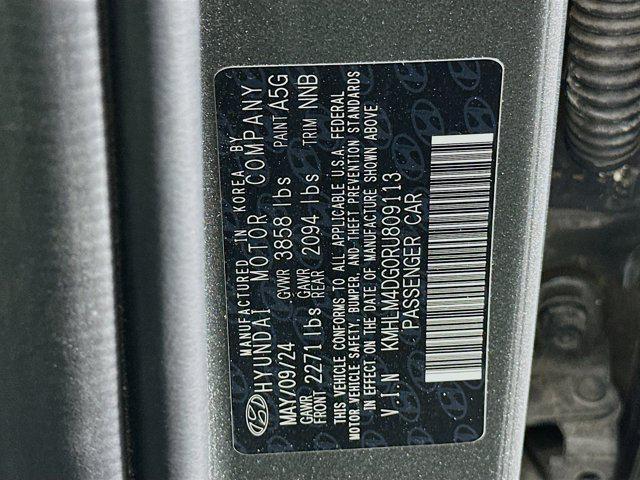 MANUFACTURED IN KOREA BY
HYUNDAI MOTOR COMPANY
MAY/09/24 GVWR 3858 lbs PAINT A5G
GAWR FRONT 2271 lbs GAWR REAR 2094 lbs TRIM NNB
THIS VEHICLE CONFORMS TO ALL APPLICABLE U.S.A. FEDERAL
MOTOR VEHICLE SAFETY, BUMPER, AND THEFT PREVENTION STANDARDS
IN EFFECT ON THE DATE OF MANUFACTURE SHOWN ABOVE
V.I.N KMHLM4DG0RU809113
PASSENGER CAR